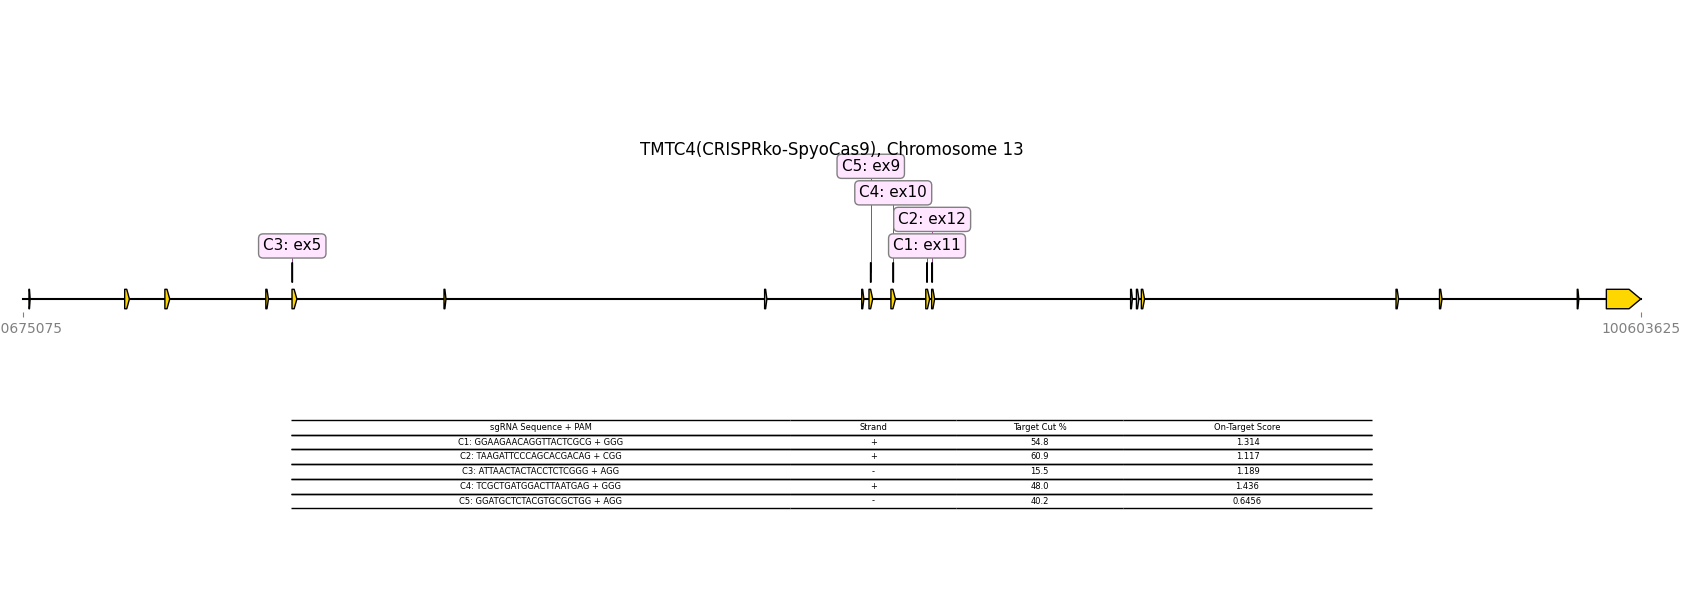 TMTC4(CRISPRko-SpyoCas9), Chromosome 13
C5: ex9
C4: ex10
C2: ex12
C3: ex5
C1: ex11
0675075
100603625
sgRNA Sequence + PAM Strand Target Cut % On-Target Score
C1: GGAAGAACAGGTTACTCGCG + GGG + 54.8 1.314
C2: TAAGATTCCCAGCACGACAG + CGG + 60.9 1.117
C3: ATTAACTACTACCTCTCGGG + AGG - 15.5 1.189
C4: TCGCTGATGGACTTAATGAG + GGG + 48.0 1.436
C5: GGATGCTCTACGTGCGCTGG + AGG - 40.2 0.6456